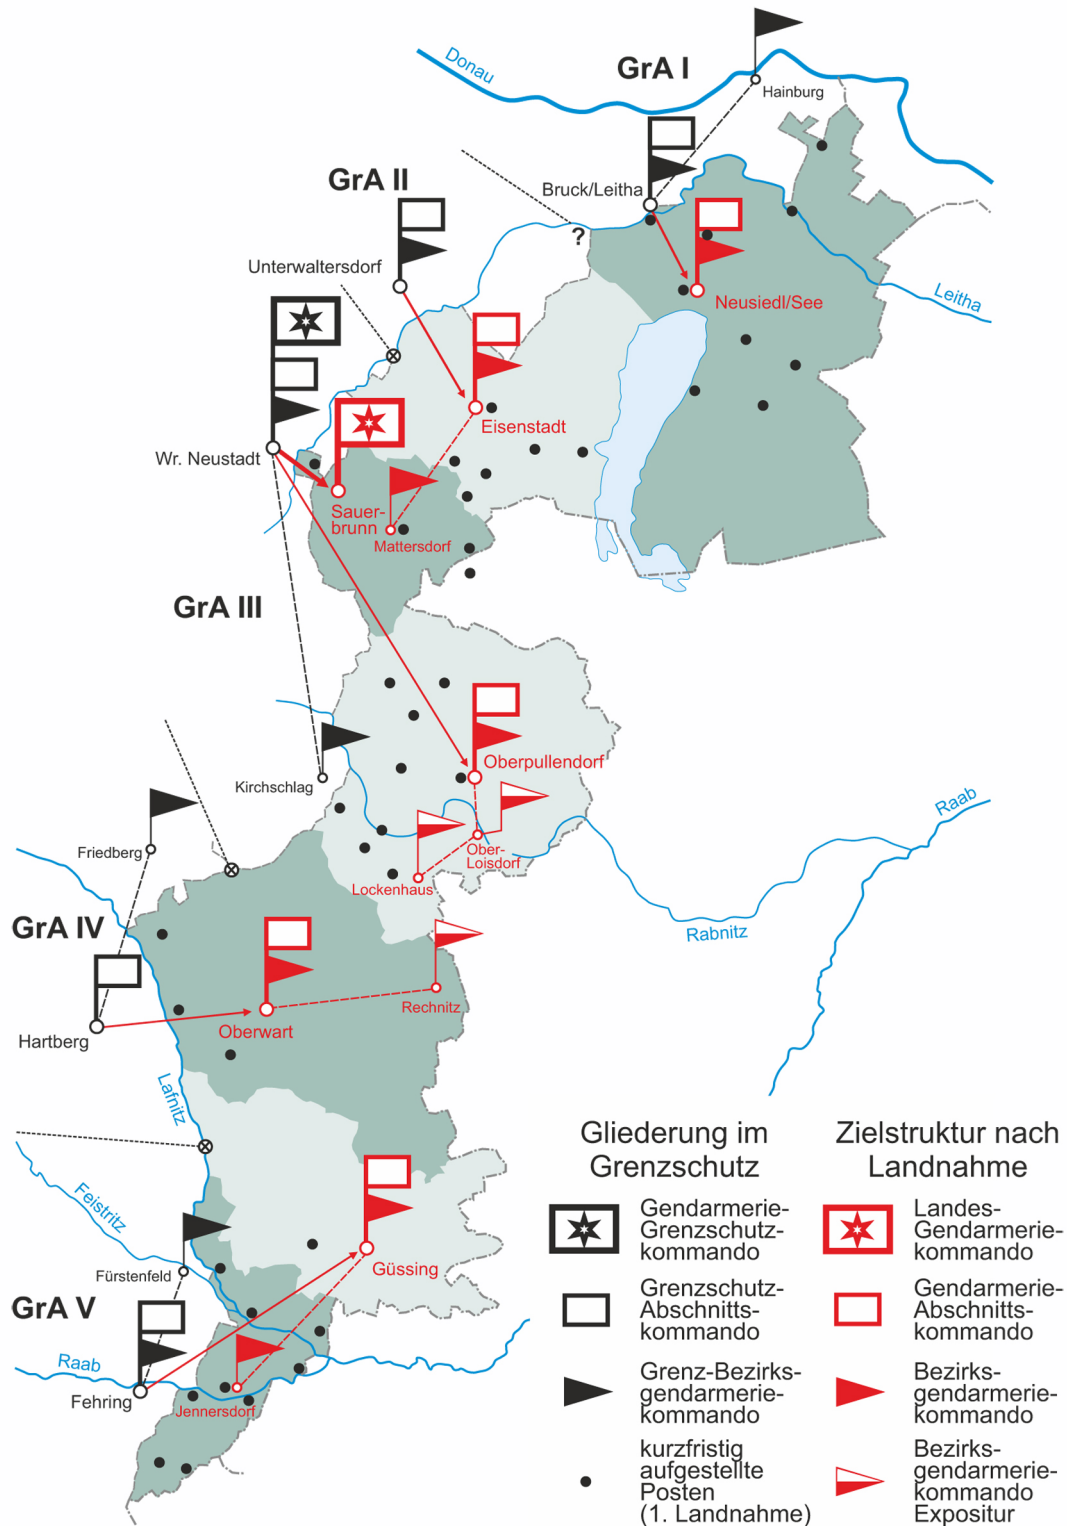 Donau
GrA I
Hainburg
GrA II
Bruck/Leitha
?
Unterwaltersdorf
Leitha
Neusiedl/See
Eisenstadt
Wr. Neustadt
Sauer-
brunn
Mattersdorf
GrA III
Oberpullendorf
Kirchschlag
Raab
Friedberg
Ober-
Loisdorf
Lockenhaus
GrA IV
Rabnitz
Rechnitz
Oberwart
Hartberg
Lafnitz
Feistritz
Güssing
Fürstenfeld
GrA V
Raab
Fehring
Jennersdorf
Gliederung im
Grenzschutz
Gendarmerie-
Grenzschutz-
kommando
Grenzschutz-
Abschnitts-
kommando
Grenz-Bezirks-
gendarmerie-
kommando
kurzfristig
aufgestellte
Posten
(1. Landnahme)
Zielstruktur nach
Landnahme
Landes-
Gendarmerie-
kommando
Gendarmerie-
Abschnitts-
kommando
Bezirks-
gendarmerie-
kommando
Bezirks-
gendarmerie-
kommando
Expositur